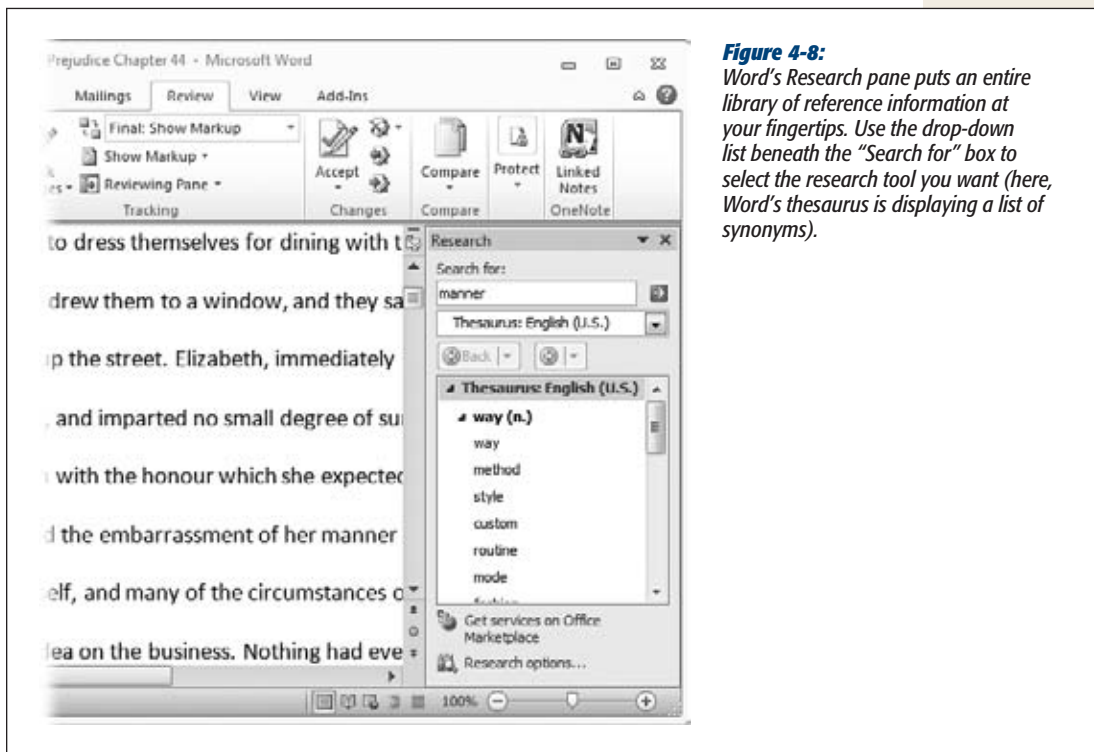 Prejudice Chapter 44 - Microsoft Word
Mailings Review View Add-Ins
Final: Show Markup
Show Markup
Reviewing Pane
Tracking
Accept
Changes
Compare
Compare
Protect
Linked
Notes
OneNote
to dress themselves for dining with t
drew them to a window, and they sa
p the street. Elizabeth, immediately
, and imparted no small degree of su
with the honour which she expected
the embarrassment of her manner
elf, and many of the circumstances o
ea on the business. Nothing had eve
Research
Search for:
manner
Thesaurus: English (U.S.)
Back
Thesaurus: English (U.S.)
way (n.)
way
method
style
custom
routine
mode
Get services on Office
Marketplace
Research options...
100%
Figure 4-8:
Word's Research pane puts an entire
library of reference information at
your fingertips. Use the drop-down
list beneath the “Search for” box to
select the research tool you want (here,
Word's thesaurus is displaying a list of
synonyms).